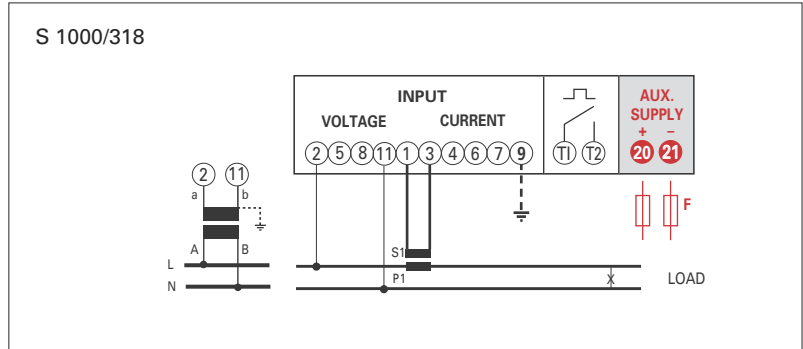 S 1000/318
INPUT
VOLTAGE CURRENT
2 5 8 11 1 3 4 6 7 9
TI T2
AUX.
SUPPLY
+ –
20 21
F
2 11
a b
A B
L
N
S1
P1
X
LOAD